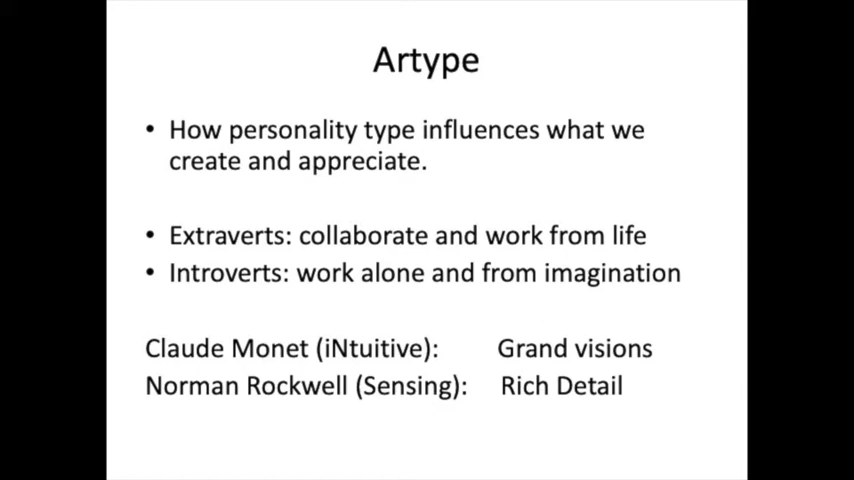 Artype
• How personality type influences what we
create and appreciate.
• Extraverts: collaborate and work from life
• Introverts: work alone and from imagination
Claude Monet (iNtuitive): Grand visions
Norman Rockwell (Sensing): Rich Detail